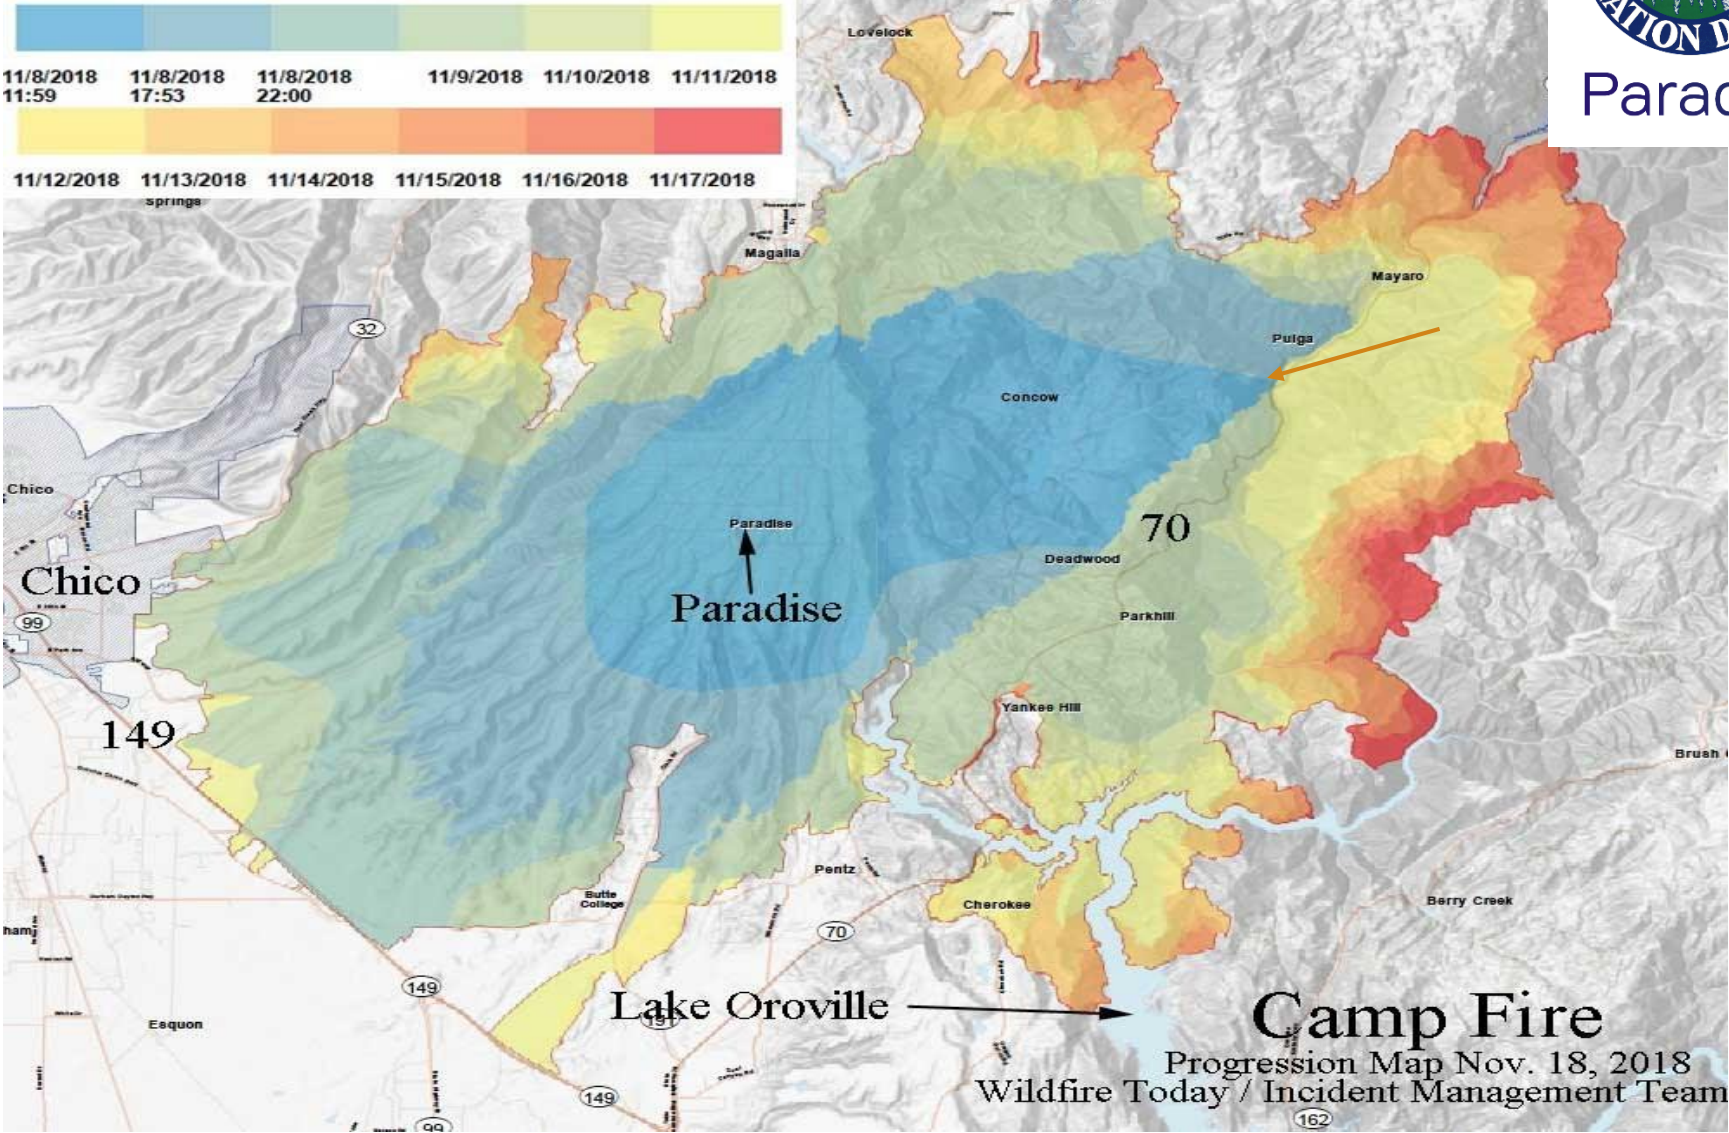 11/8/2018 11/8/2018 11/8/2018 11/9/2018 11/10/2018 11/11/2018
11:59 17:53 22:00
11/12/2018 11/13/2018 11/14/2018 11/15/2018 11/16/2018 11/17/2018
Lovelock
ATION D
Parad
Springs
Magalia
32
Mayaro
Pulga
Concow
Chico
Paradise
70
Deadwood
Chico
Paradise
99
Parkhill
Yankee Hill
149
Brush
Pentz
Butte
College
Cherokee
Berry Creek
ham
70
149
Lake Oroville
191
Esquon
Camp Fire
Progression Map Nov. 18, 2018
Wildfire Today / Incident Management Team
149
162
99